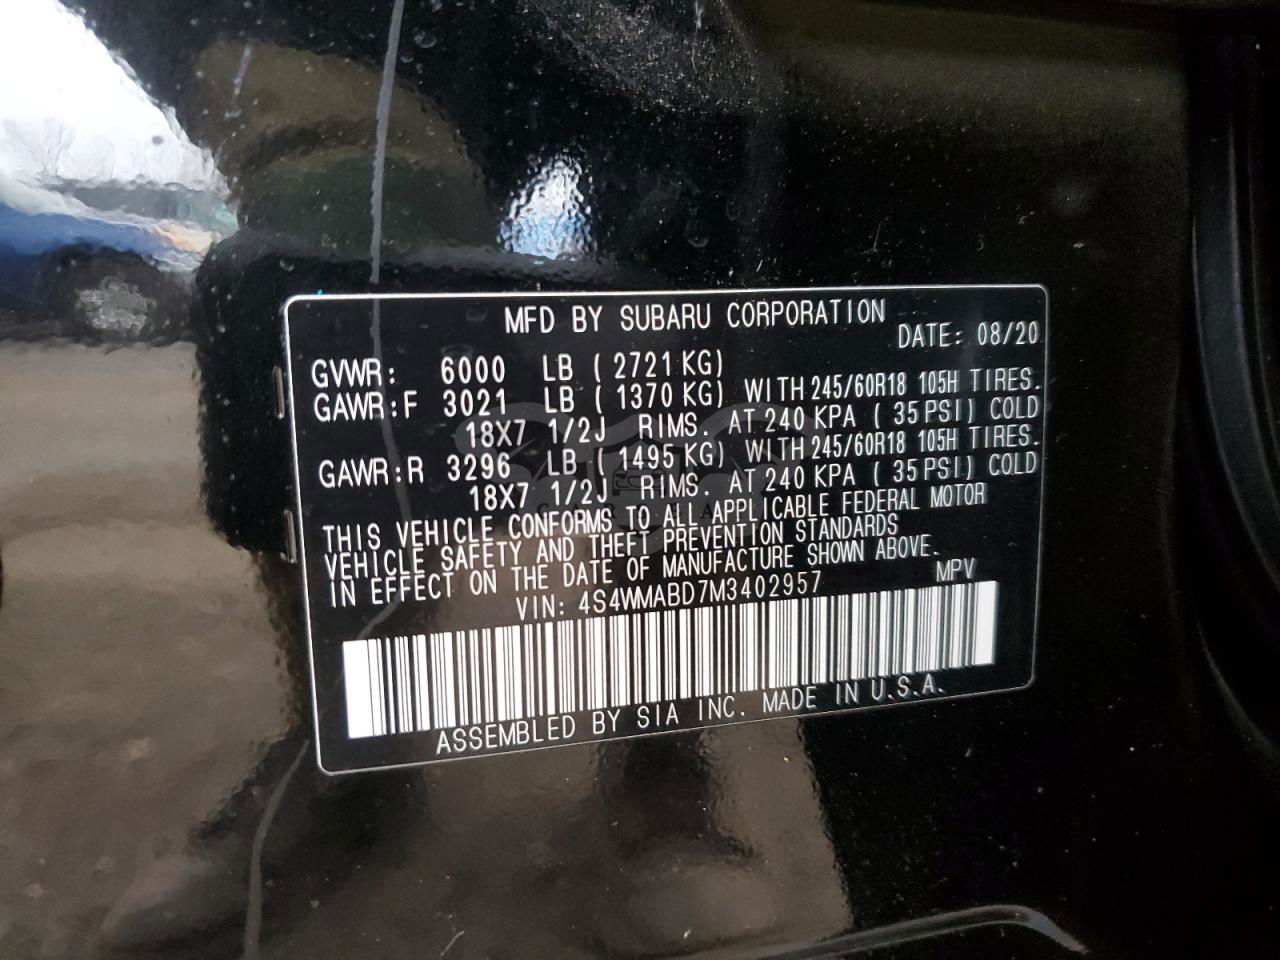 MFD BY SUBARU CORPORATION
DATE: 08/20
GVWR: 6000 LB ( 2721 KG)
GAWR:F 3021 LB ( 1370 KG) WITH 245/60R18 105H TIRES.
18X7 1/2J RIMS. AT 240 KPA ( 35 PSI) COLD
GAWR:R 3296 LB ( 1495 KG) WITH 245/60R18 105H TIRES.
18X7 1/2J RIMS. AT 240 KPA ( 35 PSI) COLD
THIS VEHICLE CONFORMS TO ALL APPLICABLE FEDERAL MOTOR
VEHICLE SAFETY AND THEFT PREVENTION STANDARDS
IN EFFECT ON THE DATE OF MANUFACTURE SHOWN ABOVE.
VIN: 4S4WMABD7M3402957 MPV
ASSEMBLED BY SIA INC. MADE IN U.S.A.